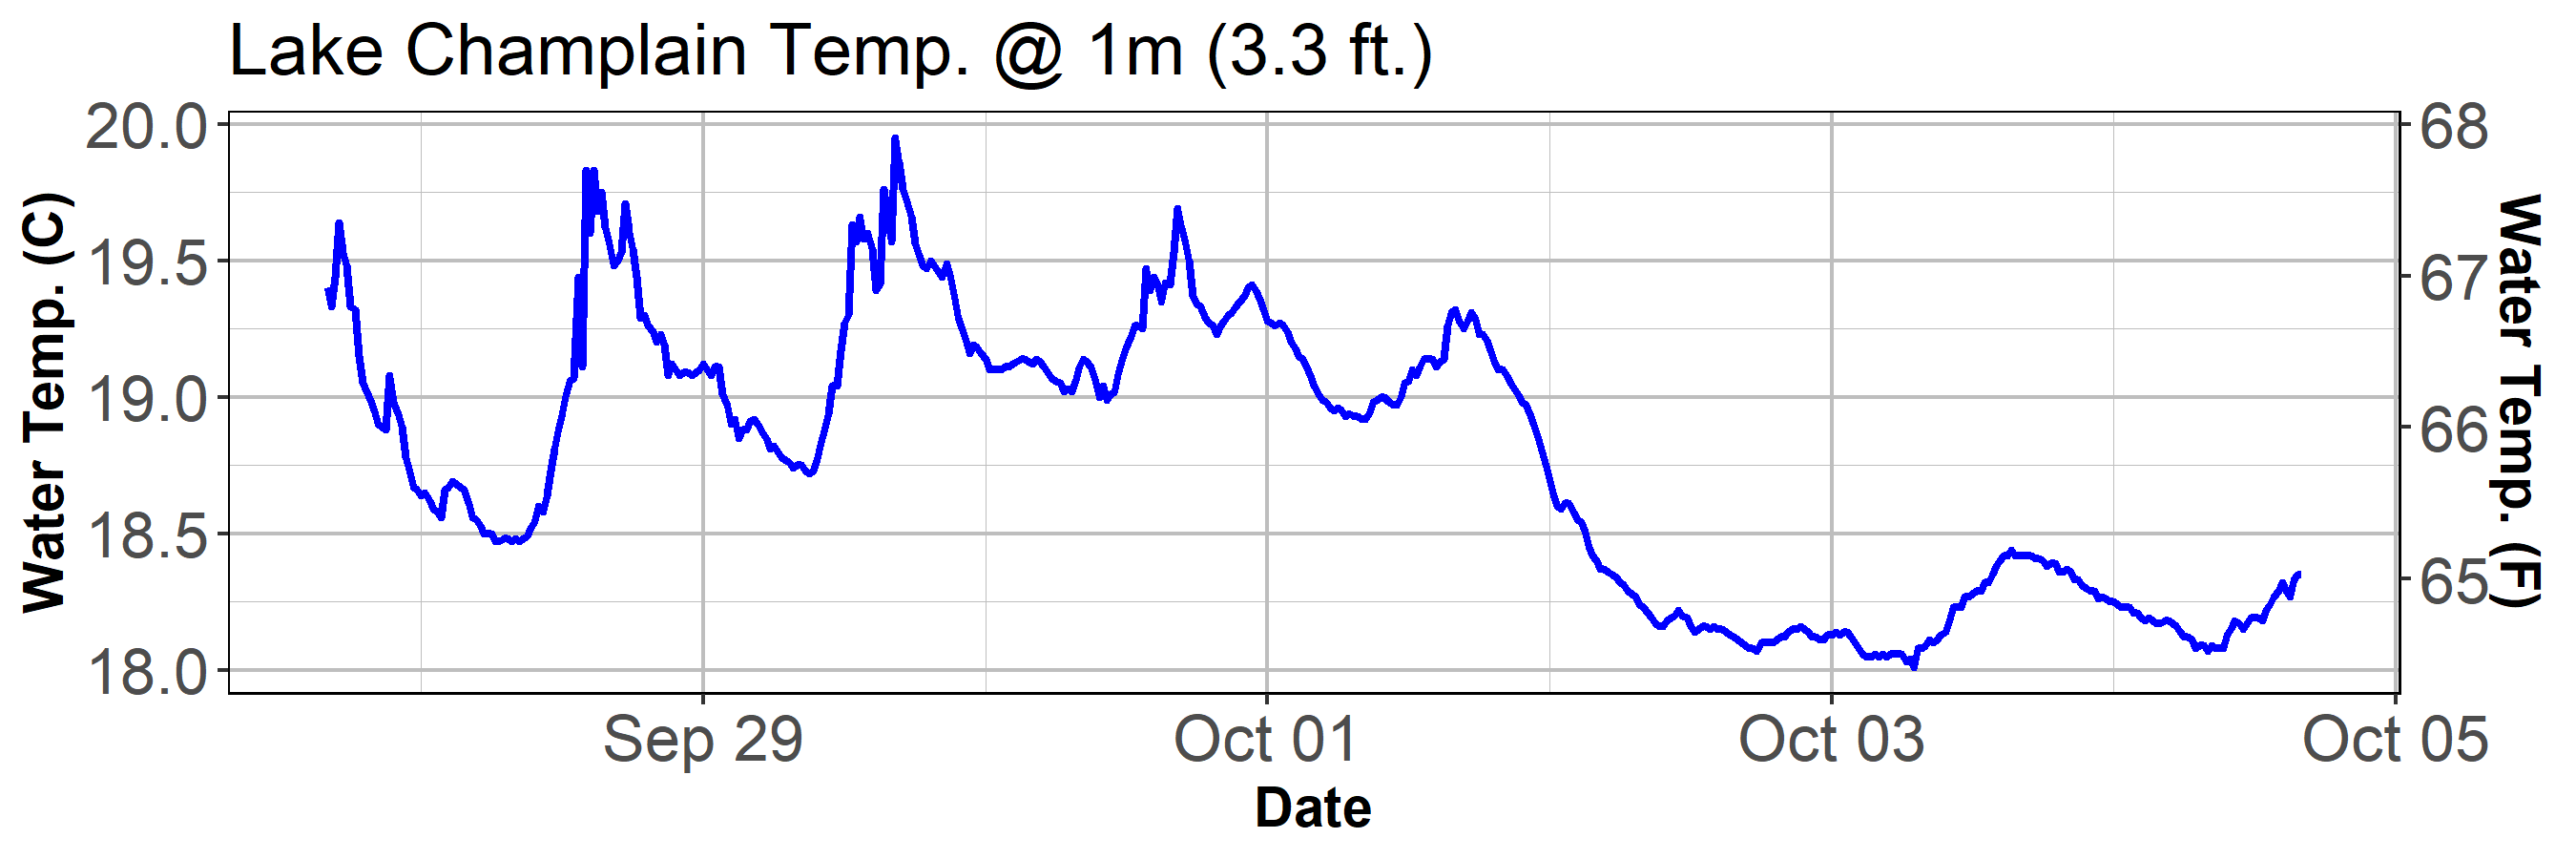 Lake Champlain Temp. @ 1m (3.3 ft.)
Water Temp. (C)
20.0
19.5
19.0
18.5
18.0
68
67
66
65
Water Temp. (F)
Sep 29
Oct 01
Oct 03
Oct 05
Date